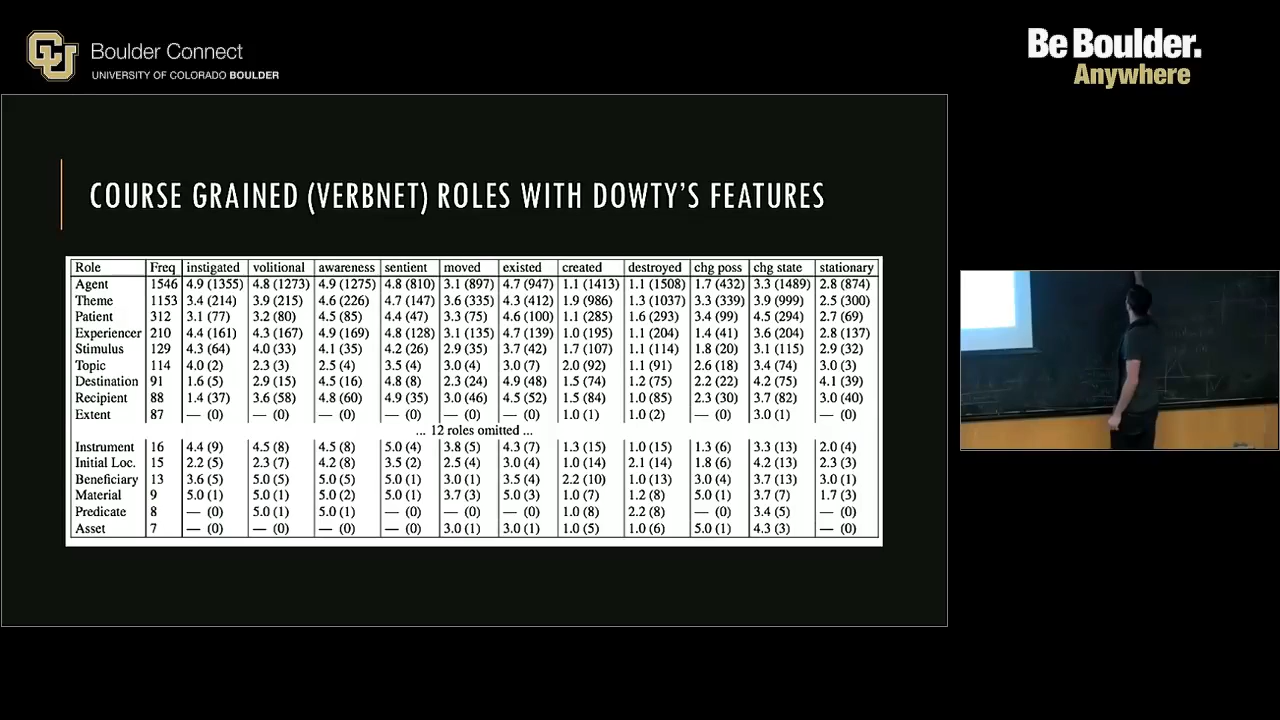 CU
Boulder Connect
UNIVERSITY OF COLORADO BOULDER
Be Boulder.
Anywhere
COURSE GRAINED (VERBNET) ROLES WITH DOWTY'S FEATURES
Role Freq instigated volitional awareness sentient moved existed created destroyed chg poss chg state stationary
Agent 1546 4.9 (1355) 4.8 (1273) 4.9 (1275) 4.8 (810) 3.1 (897) 4.7 (947) 1.1 (1413) 1.1 (1508) 1.7 (432) 3.3 (1489) 2.8 (874)
Theme 1153 3.4 (214) 3.9 (215) 4.6 (226) 4.7 (147) 3.6 (335) 4.3 (412) 1.9 (986) 1.3 (1037) 3.3 (339) 3.9 (999) 2.5 (300)
Patient 312 3.1 (77) 3.2 (80) 4.5 (85) 4.4 (47) 3.3 (75) 4.6 (100) 1.1 (285) 1.6 (293) 3.4 (99) 4.5 (294) 2.7 (69)
Experiencer 210 4.4 (161) 4.3 (167) 4.9 (169) 4.8 (128) 3.1 (135) 4.7 (139) 1.0 (195) 1.1 (204) 1.4 (41) 3.6 (204) 2.8 (137)
Stimulus 129 4.3 (64) 4.0 (33) 4.1 (35) 4.2 (26) 2.9 (35) 3.7 (42) 1.7 (107) 1.1 (114) 1.8 (20) 3.1 (115) 2.9 (32)
Topic 114 4.0 (2) 2.3 (3) 2.5 (4) 3.5 (4) 3.0 (4) 3.0 (7) 2.0 (92) 1.1 (91) 2.6 (18) 3.4 (74) 3.0 (3)
Destination 91 1.6 (5) 2.9 (15) 4.5 (16) 4.8 (8) 2.3 (24) 4.9 (48) 1.5 (74) 1.2 (75) 2.2 (22) 4.2 (75) 4.1 (39)
Recipient 88 1.4 (37) 3.6 (58) 4.8 (60) 4.9 (35) 3.0 (46) 4.5 (52) 1.5 (84) 1.0 (85) 2.3 (30) 3.7 (82) 3.0 (40)
Extent 87 — (0) — (0) — (0) — (0) — (0) — (0) 1.0 (1) 1.0 (2) — (0) 3.0 (1) — (0)
... 12 roles omitted ...
Instrument 16 4.4 (9) 4.5 (8) 4.5 (8) 5.0 (4) 3.8 (5) 4.3 (7) 1.3 (15) 1.0 (15) 1.3 (6) 3.3 (13) 2.0 (4)
Initial Loc. 15 2.2 (5) 2.3 (7) 4.2 (8) 3.5 (2) 2.5 (4) 3.0 (4) 1.0 (14) 2.1 (14) 1.8 (6) 4.2 (13) 2.3 (3)
Beneficiary 13 3.6 (5) 5.0 (5) 5.0 (5) 5.0 (1) 3.0 (1) 3.5 (4) 2.2 (10) 1.0 (13) 3.0 (4) 3.7 (13) 3.0 (1)
Material 9 5.0 (1) 5.0 (1) 5.0 (2) 5.0 (1) 3.7 (3) 5.0 (3) 1.0 (7) 1.2 (8) 5.0 (1) 3.7 (7) 1.7 (3)
Predicate 8 — (0) 5.0 (1) 5.0 (1) — (0) — (0) — (0) 1.0 (8) 2.2 (8) — (0) 3.4 (5) — (0)
Asset 7 — (0) — (0) — (0) — (0) 3.0 (1) 3.0 (1) 1.0 (5) 1.0 (6) 5.0 (1) 4.3 (3) — (0)